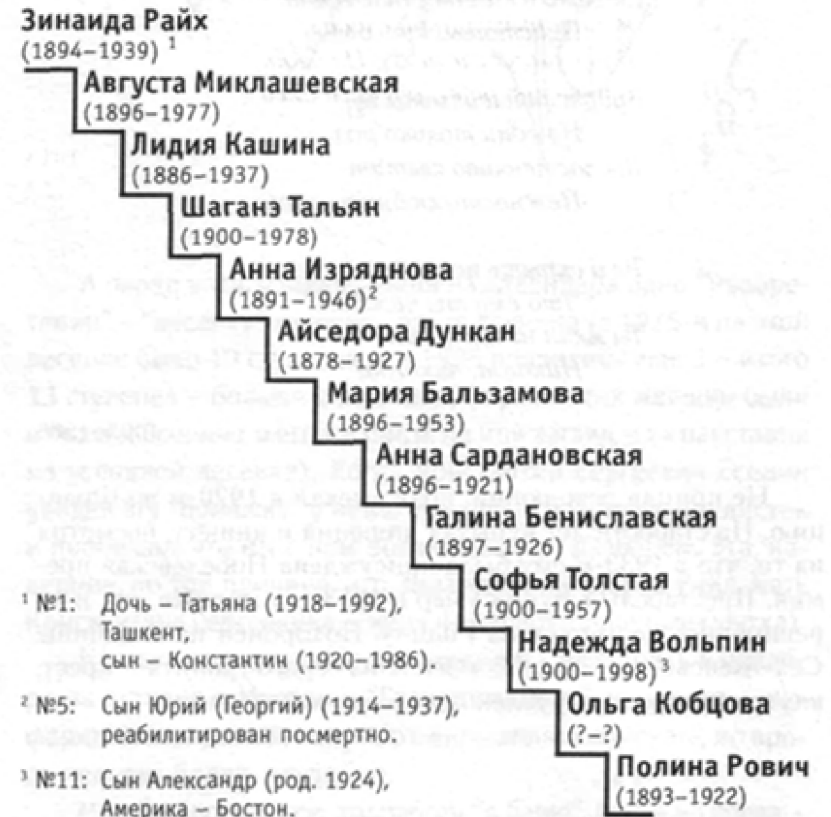 Зинаида Райх
(1894–1939) ¹
Августа Миклашевская
(1896–1977)
Лидия Кашина
(1886–1937)
Шаганэ Тальян
(1900–1978)
Анна Изряднова
(1891–1946)²
Айседора Дункан
(1878–1927)
Мария Бальзамова
(1896–1953)
Анна Сардановская
(1896–1921)
Галина Бениславская
(1897–1926)
Софья Толстая
(1900–1957)
Надежда Вольпин
(1900–1998)³
Ольга Кобцова
(?–?)
Полина Рович
(1893–1922)
¹ №1: Дочь – Татьяна (1918–1992),
Ташкент,
сын – Константин (1920–1986).
² №5: Сын Юрий (Георгий) (1914–1937),
реабилитирован посмертно.
³ №11: Сын Александр (род. 1924),
Америка – Бостон.